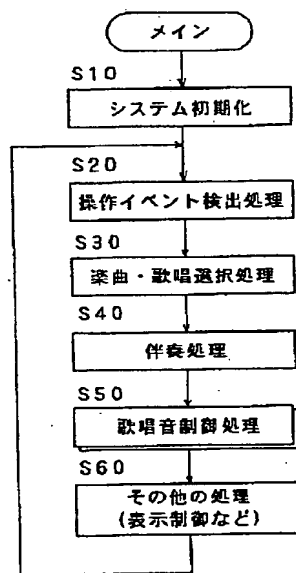 メイン
S10
システム初期化
S20
操作イベント検出処理
S30
楽曲・歌唱選択処理
S40
伴奏処理
S50
歌唱音制御処理
S60
その他の処理
(表示制御など)